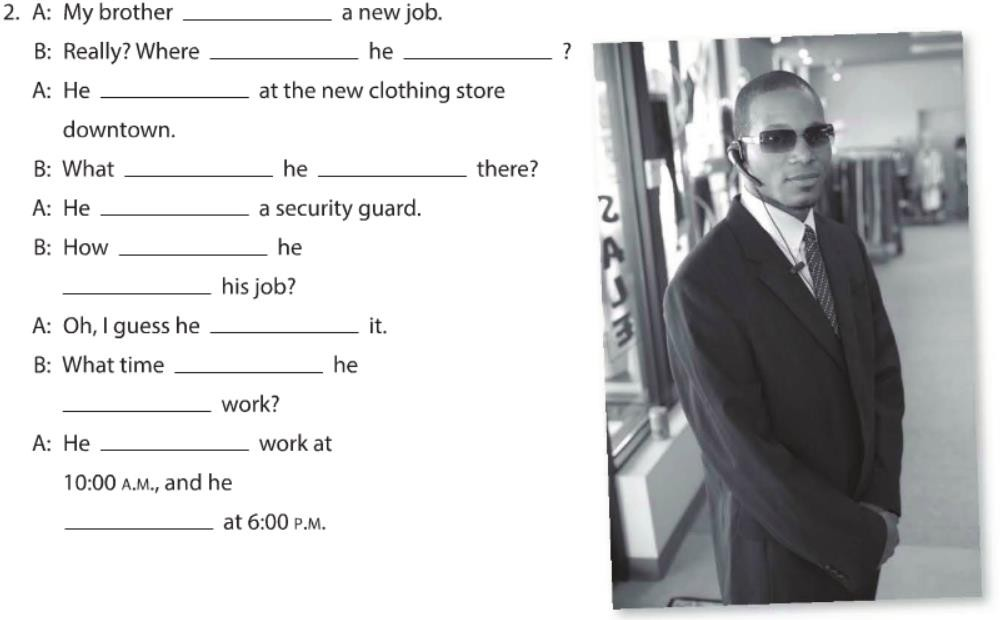 2. A: My brother ____________ a new job.
B: Really? Where ____________ he ____________ ?
A: He ____________ at the new clothing store
downtown.
B: What ____________ he ____________ there?
A: He ____________ a security guard.
B: How ____________ he
____________ his job?
A: Oh, I guess he ____________ it.
B: What time ____________ he
____________ work?
A: He ____________ work at
10:00 A.M., and he
____________ at 6:00 P.M.
SALE